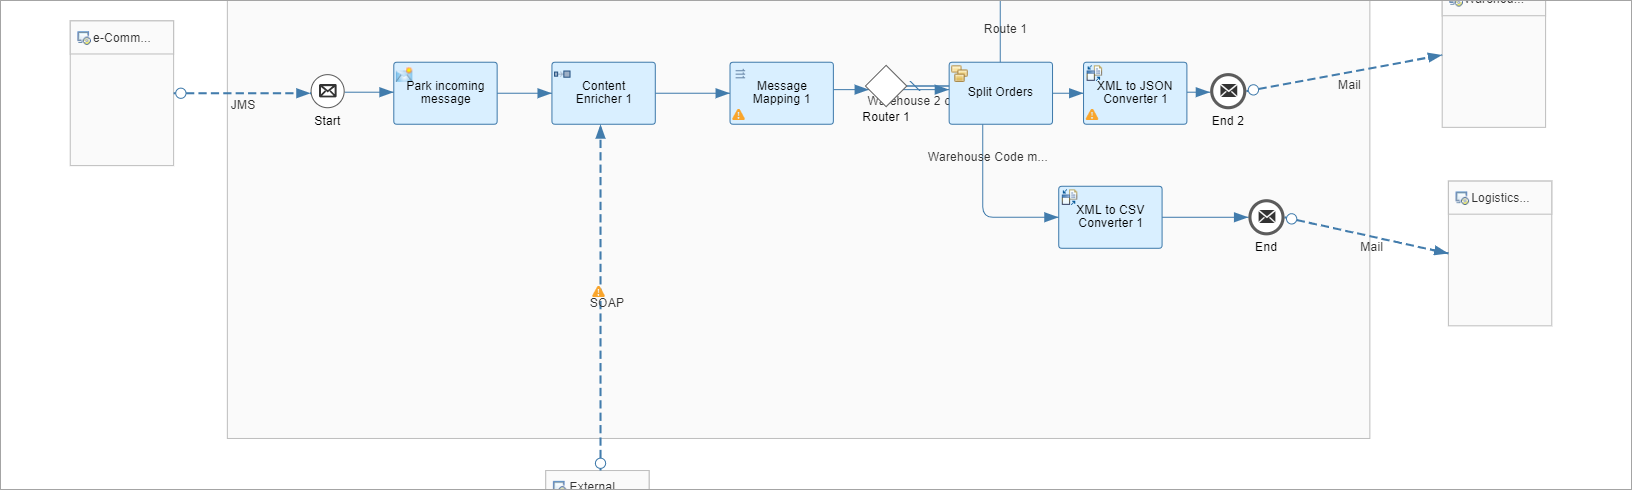 Warehou...
Route 1
e-Comm...
Park incoming
message
Content
Enricher 1
Message
Mapping 1
Split Orders
XML to JSON
Converter 1
Mail
JMS
Warehouse 2
Start
Router 1
End 2
Warehouse Code m...
Logistics...
XML to CSV
Converter 1
End
Mail
SOAP
External